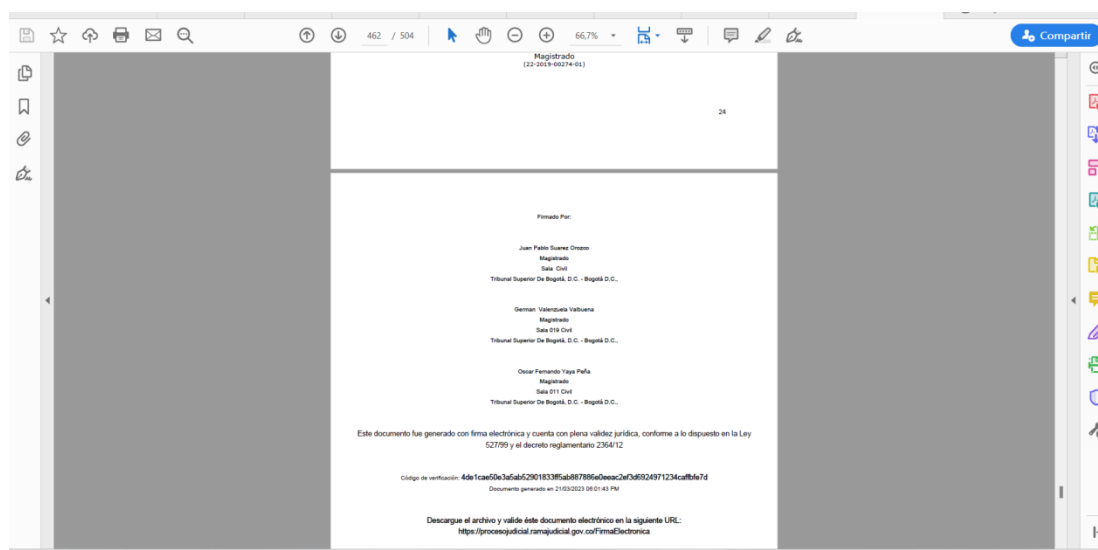 462 / 504
66,7%
Compartir
Magistrado
(22-2019-00274-01)
24
Firmado Por:
Juan Pablo Suarez Orozco
Magistrado
Sala Civil
Tribunal Superior De Bogotá, D.C. - Bogotá D.C.,
German Valenzuela Valbuena
Magistrado
Sala 019 Civil
Tribunal Superior De Bogotá, D.C. - Bogotá D.C.,
Oscar Fernando Yaya Peña
Magistrado
Sala 011 Civil
Tribunal Superior De Bogotá, D.C. - Bogotá D.C.,
Este documento fue generado con firma electrónica y cuenta con plena validez jurídica, conforme a lo dispuesto en la Ley
527/99 y el decreto reglamentario 2364/12
Código de verificación: 4de1cae50e3a5ab52901833ff5ab887886e0eeac2ef3d6924971234caffbfe7d
Documento generado en 21/03/2023 06:01:43 PM
Descargue el archivo y valide éste documento electrónico en la siguiente URL:
https://procesojudicial.ramajudicial.gov.co/FirmaElectronica